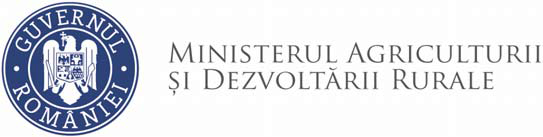 GUVERNUL
ROMÂNIEI
MINISTERUL AGRICULTURII
ȘI DEZVOLTĂRII RURALE